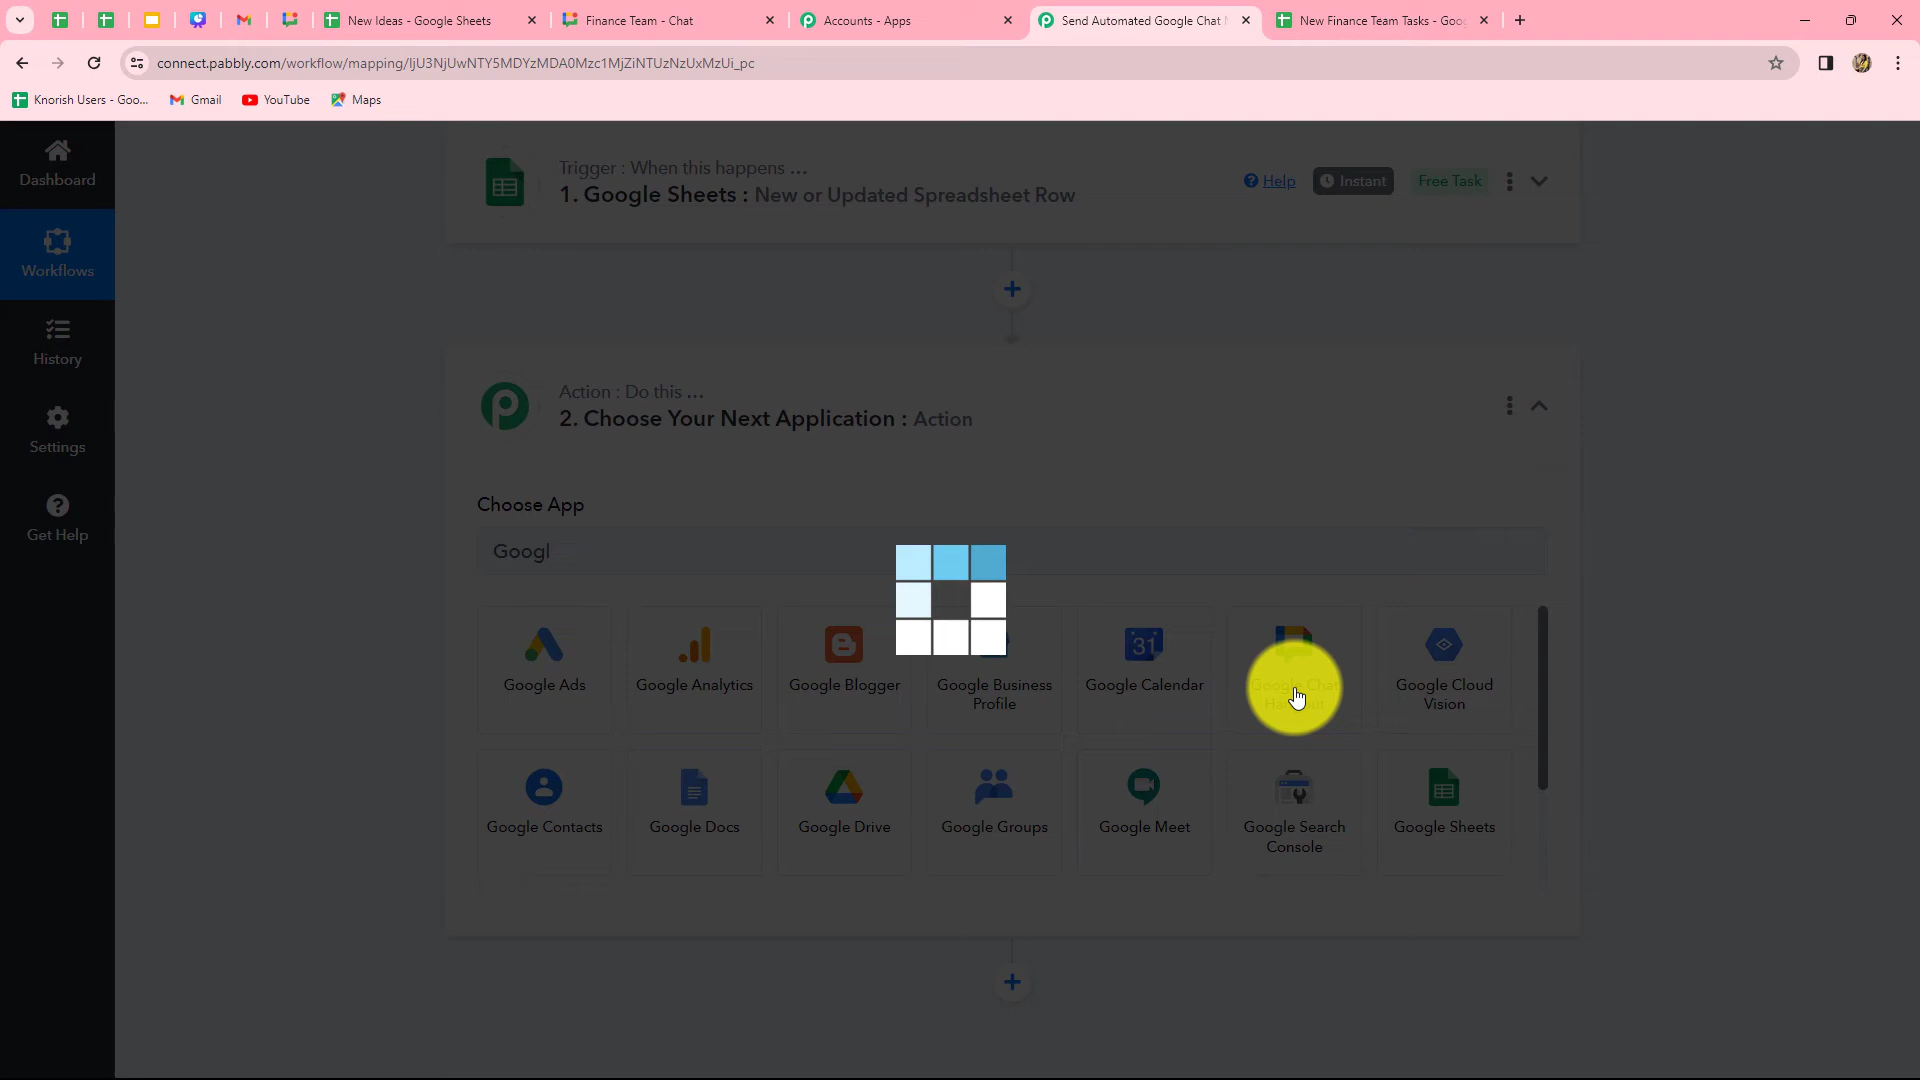 New Ideas - Google Sheets
Finance Team - Chat
Accounts - Apps
Send Automated Google Chat
New Finance Team Tasks - Goo
connect.pabbly.com/workflow/mapping/IjU3NjUwNTY5MDYzMDA0Mzc1MjZiNTUzNzUxMzUi_pc
Knorish Users - Goo...
Gmail
YouTube
Maps
Dashboard
Workflows
History
Settings
Get Help
Trigger : When this happens ...
1. Google Sheets : New or Updated Spreadsheet Row
Help
Instant
Free Task
Action : Do this ...
2. Choose Your Next Application : Action
Choose App
Googl
Google Ads
Google Analytics
Google Blogger
Google Business
Profile
31
Google Calendar
Google Chat
Hangout
Google Cloud
Vision
Google Contacts
Google Docs
Google Drive
Google Groups
Google Meet
Google Search
Console
Google Sheets